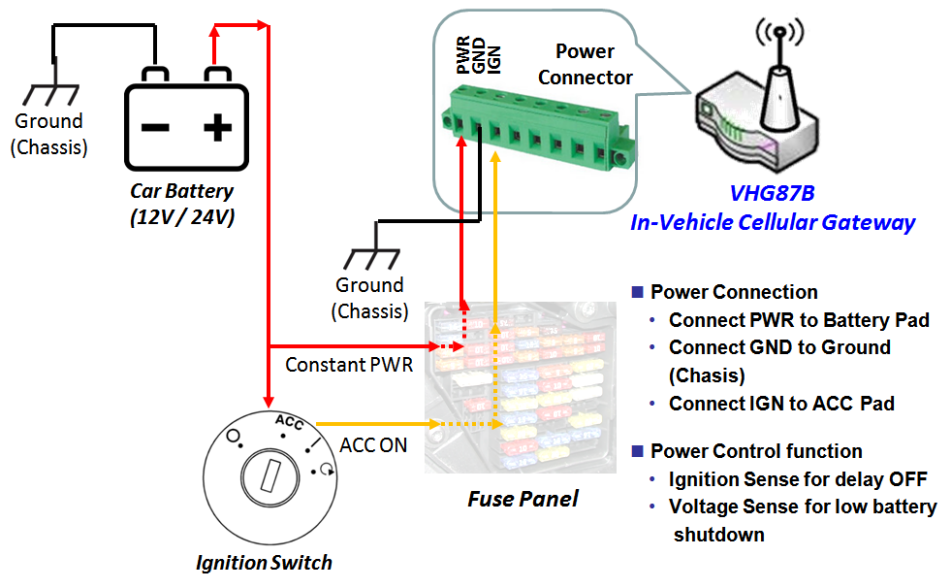 Ground
(Chassis)
Car Battery
(12V / 24V)
PWR
GND
IGN
Power
Connector
VHG87B
In-Vehicle Cellular Gateway
Ground
(Chassis)
Constant PWR
ACC
ACC ON
Ignition Switch
Fuse Panel
■ Power Connection
• Connect PWR to Battery Pad
• Connect GND to Ground
(Chasis)
• Connect IGN to ACC Pad
■ Power Control function
• Ignition Sense for delay OFF
• Voltage Sense for low battery
shutdown